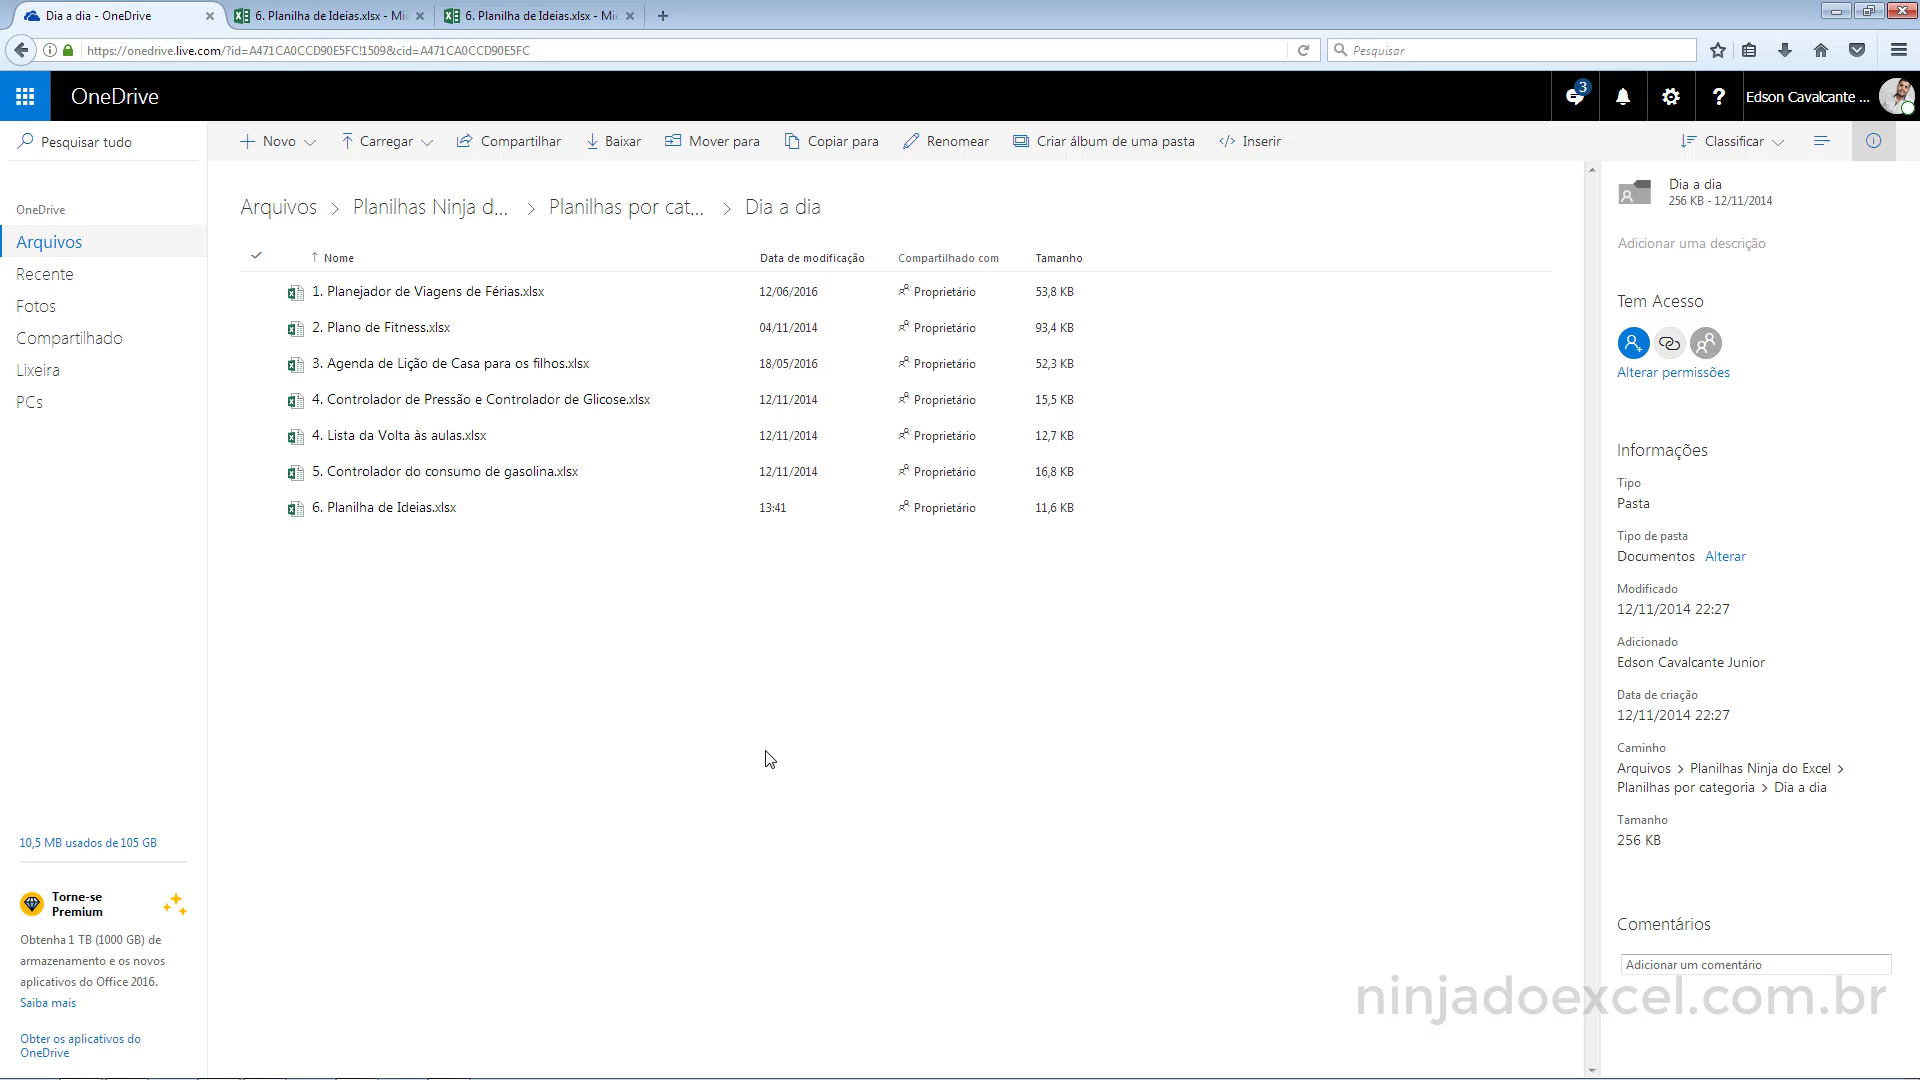 Dia a dia - OneDrive
6. Planilha de Ideias.xlsx - Mic
6. Planilha de Ideias.xlsx - Mic
https://onedrive.live.com/?id=A471CA0CCD90E5FC!1509&cid=A471CA0CCD90E5FC
Pesquisar
OneDrive
3
?
Edson Cavalcante ...
Pesquisar tudo
Novo
Carregar
Compartilhar
Baixar
Mover para
Copiar para
Renomear
Criar álbum de uma pasta
Inserir
Classificar
OneDrive
Arquivos
Recente
Fotos
Compartilhado
Lixeira
PCs
10,5 MB usados de 105 GB
Torne-se
Premium
Obtenha 1 TB (1000 GB) de
armazenamento e os novos
aplicativos do Office 2016.
Saiba mais
Obter os aplicativos do
OneDrive
Arquivos > Planilhas Ninja d... > Planilhas por cat... > Dia a dia
Nome Data de modificação Compartilhado com Tamanho
1. Planejador de Viagens de Férias.xlsx 12/06/2016 Proprietário 53,8 KB
2. Plano de Fitness.xlsx 04/11/2014 Proprietário 93,4 KB
3. Agenda de Lição de Casa para os filhos.xlsx 18/05/2016 Proprietário 52,3 KB
4. Controlador de Pressão e Controlador de Glicose.xlsx 12/11/2014 Proprietário 15,5 KB
4. Lista da Volta às aulas.xlsx 12/11/2014 Proprietário 12,7 KB
5. Controlador do consumo de gasolina.xlsx 12/11/2014 Proprietário 16,8 KB
6. Planilha de Ideias.xlsx 13:41 Proprietário 11,6 KB
Dia a dia
256 KB - 12/11/2014
Adicionar uma descrição
Tem Acesso
Alterar permissões
Informações
Tipo
Pasta
Tipo de pasta
Documentos Alterar
Modificado
12/11/2014 22:27
Adicionado
Edson Cavalcante Junior
Data de criação
12/11/2014 22:27
Caminho
Arquivos > Planilhas Ninja do Excel >
Planilhas por categoria > Dia a dia
Tamanho
256 KB
Comentários
Adicionar um comentário
ninjadoexcel.com.br